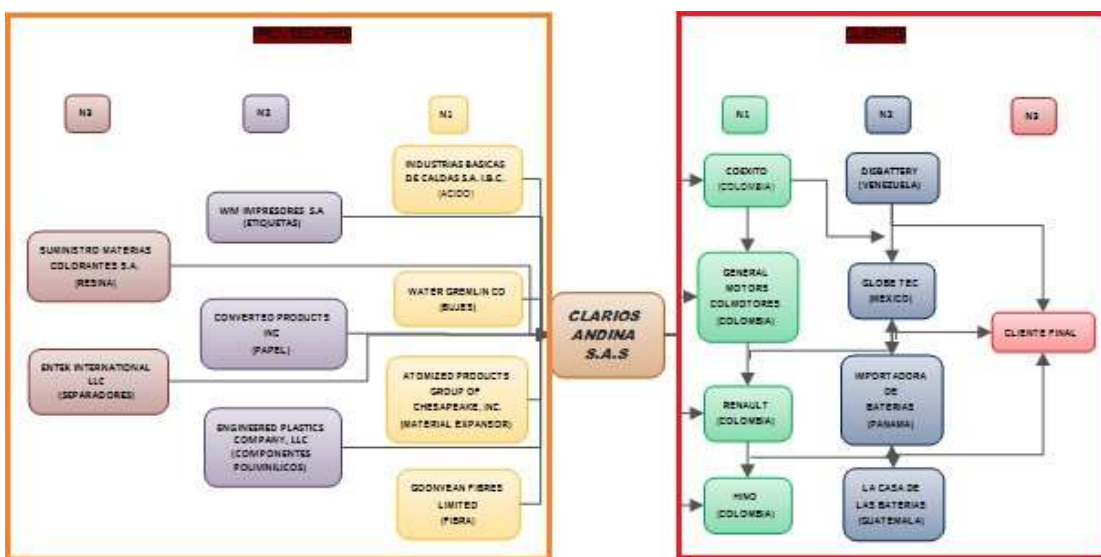 N3
N2
N1
INDUSTRIAS BASICAS
DE CALDAS S.A. I.B.C.
(ACIDO)
WM IMPRESORES S.A
(ETIQUETAS)
SUMINISTRO MATERIAS
COLORANTES S.A.
(RESINA)
WATER GREMLIN CO
(BUJES)
CONVERTED PRODUCTS
INC
(PAPEL)
ENTEK INTERNATIONAL
LLC
(SEPARADORES)
ATOMIZED PRODUCTS
GROUP OF
CHESAPEAKE, INC.
(MATERIAL EXPANSOR)
ENGINEERED PLASTICS
COMPANY, LLC
(COMPONENTES
POLIVINILICOS)
GOONVEAN FIBRES
LIMITED
(FIBRA)
CLARIOS
ANDINA
S.A.S
N1
N2
N3
COEXITO
(COLOMBIA)
DISBATTERY
(VENEZUELA)
GENERAL
MOTORS
COLMOTORES
(COLOMBIA)
GLOBE TEC
(MEXICO)
CLIENTE FINAL
RENAULT
(COLOMBIA)
IMPORTADORA
DE
BATERIAS
(PANAMA)
HINO
(COLOMBIA)
LA CASA DE
LAS BATERIAS
(GUATEMALA)